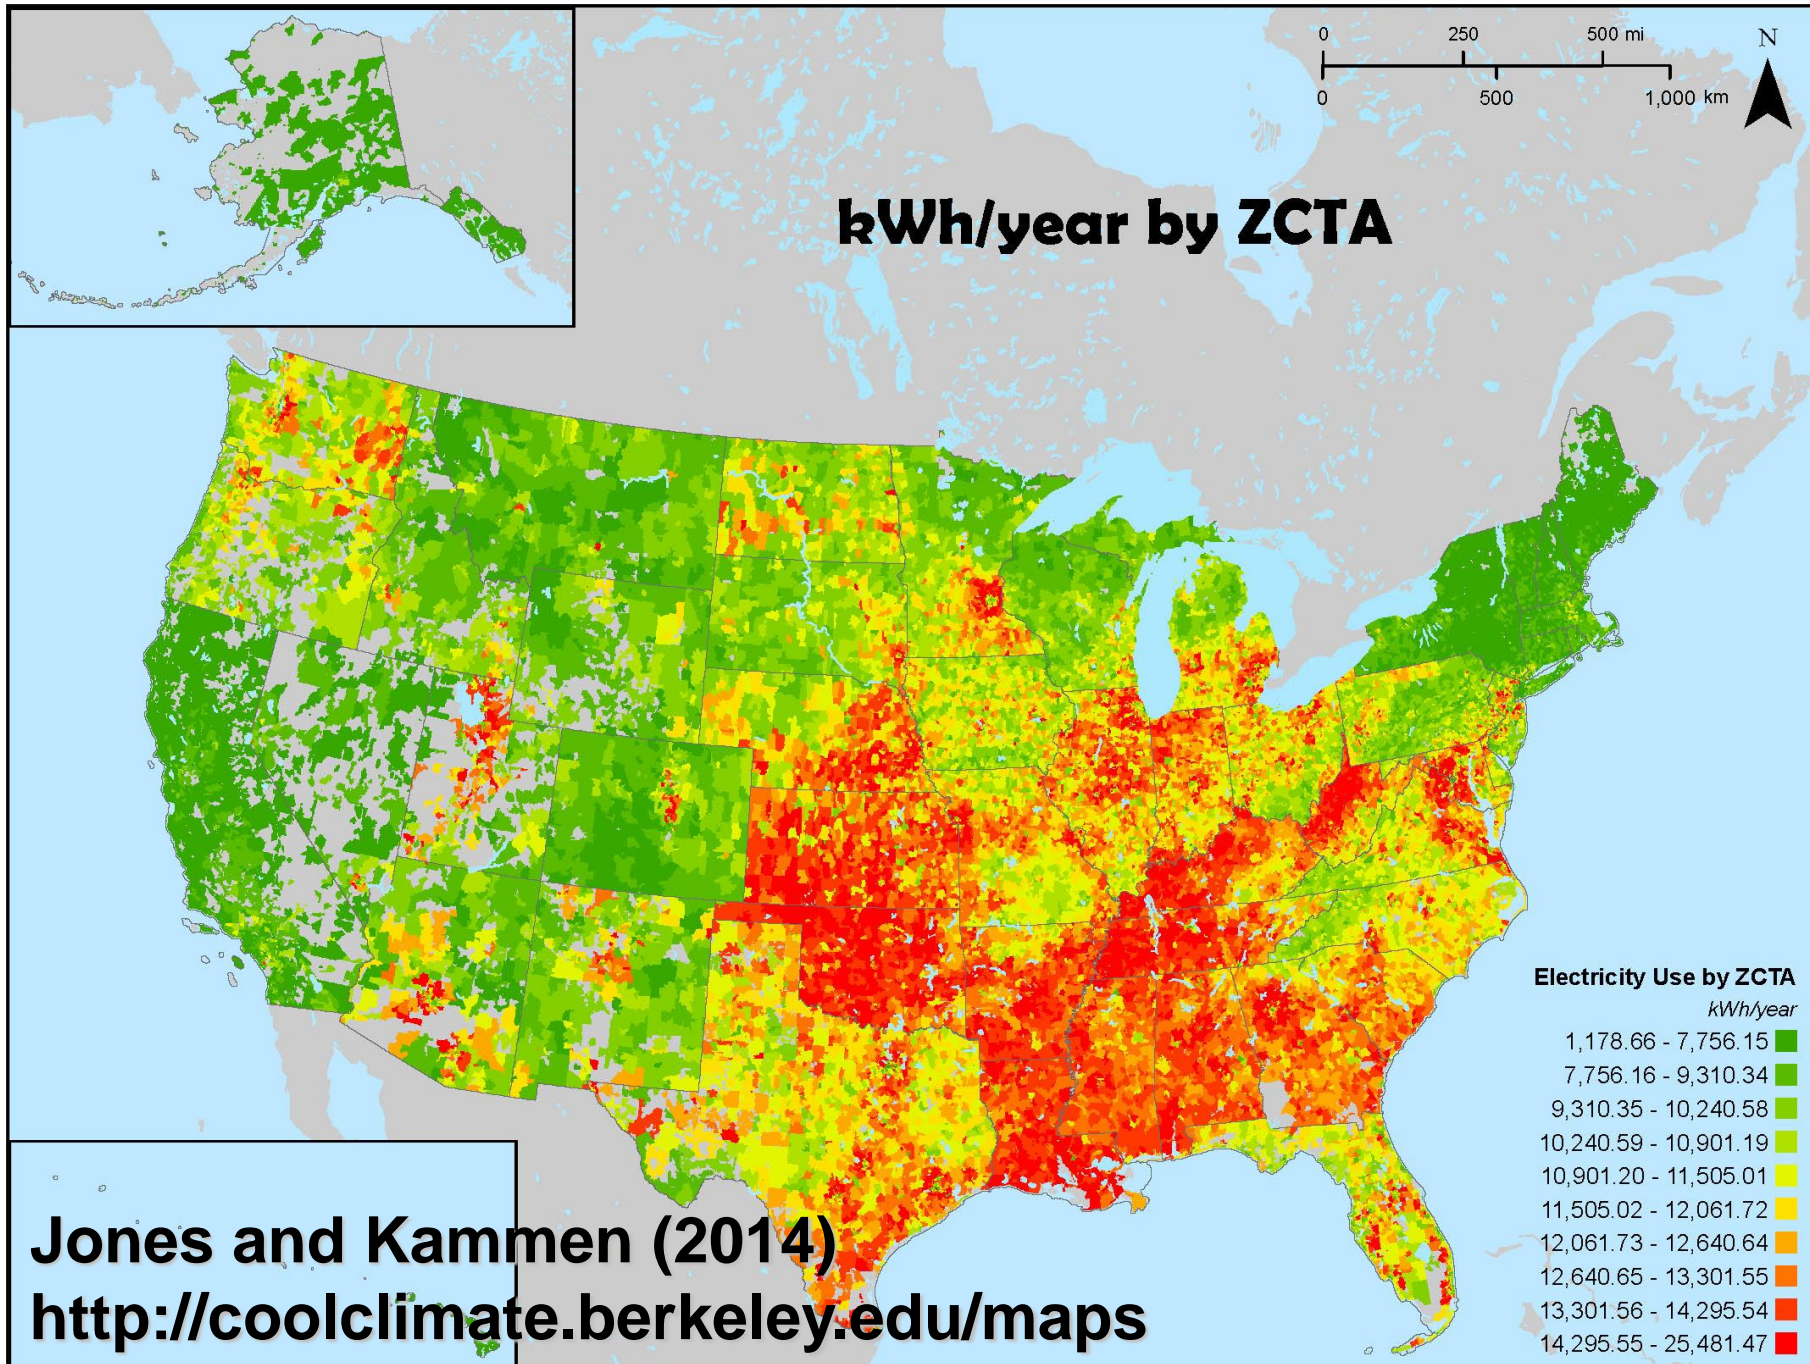 0 250 500 mi
0 500 1,000 km
N
kWh/year by ZCTA
Electricity Use by ZCTA
kWh/year
1,178.66 - 7,756.15
7,756.16 - 9,310.34
9,310.35 - 10,240.58
10,240.59 - 10,901.19
10,901.20 - 11,505.01
11,505.02 - 12,061.72
12,061.73 - 12,640.64
12,640.65 - 13,301.55
13,301.56 - 14,295.54
14,295.55 - 25,481.47
Jones and Kammen (2014)
http://coolclimate.berkeley.edu/maps